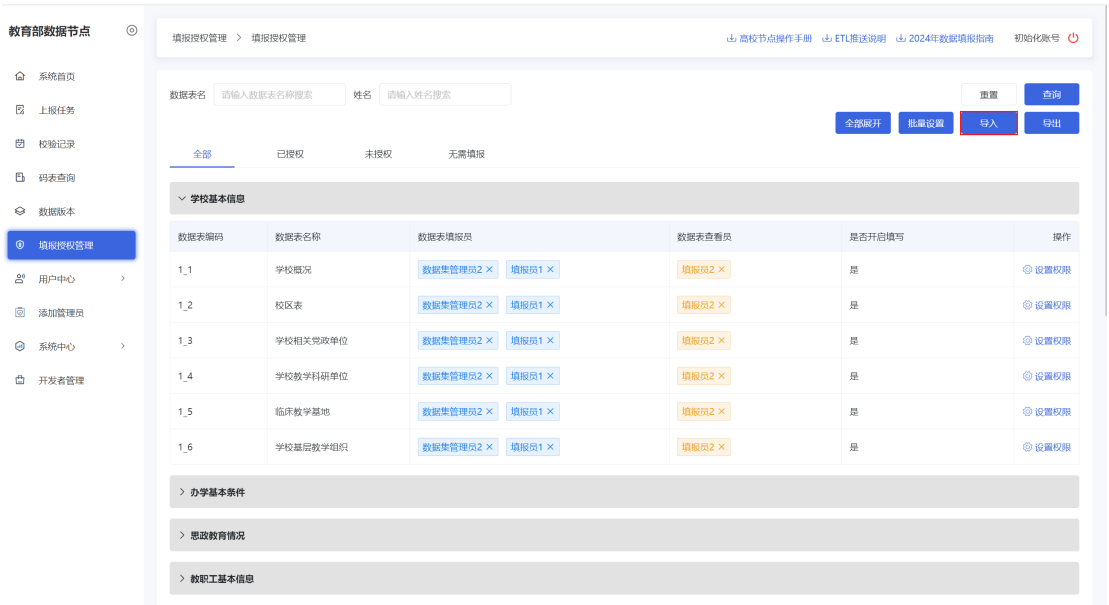 教育部数据节点
填报授权管理 > 填报授权管理
高校节点操作手册 ETL推送说明 2024年数据填报指南 初始化账号
系统首页
上报任务
校验记录
码表查询
数据版本
填报授权管理
用户中心
添加管理员
系统中心
开发者管理
数据表名 请输入数据表名称搜索 姓名 请输入姓名搜索 重置 查询
全部展开 批量设置 导入 导出
全部 已授权 未授权 无需填报
学校基本信息
数据表编码 数据表名称 数据表填报员 数据表查看员 是否开启填写 操作
1_1 学校概况 数据集管理员2 × 填报员1 × 填报员2 × 是 设置权限
1_2 校区表 数据集管理员2 × 填报员1 × 填报员2 × 是 设置权限
1_3 学校相关党政单位 数据集管理员2 × 填报员1 × 填报员2 × 是 设置权限
1_4 学校教学科研单位 数据集管理员2 × 填报员1 × 填报员2 × 是 设置权限
1_5 临床教学基地 数据集管理员2 × 填报员1 × 填报员2 × 是 设置权限
1_6 学校基层教学组织 数据集管理员2 × 填报员1 × 填报员2 × 是 设置权限
办学基本条件
思政教育情况
教职工基本信息